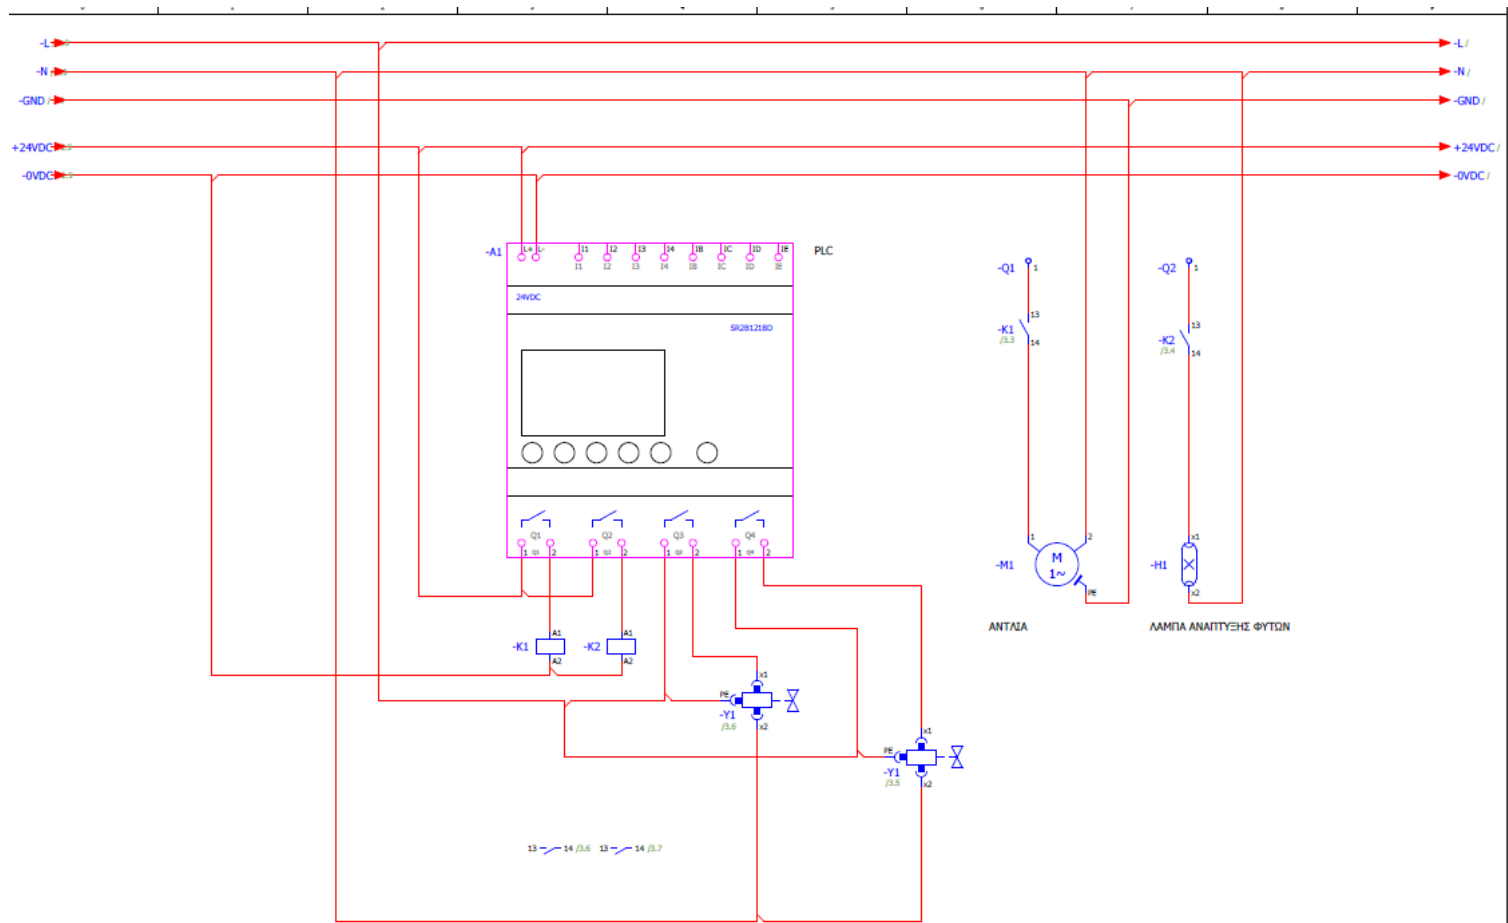 -L
-L /
-N
-N /
-GND /
-GND /
+24VDC
+24VDC /
-0VDC
-0VDC /
-A1
L+ L- I1 I2 I3 I4 IB IC ID IE
I1 I2 I3 I4 IB IC ID IE
PLC
24VDC
SR2B121BD
-Q1 1
-Q2 1
-K1 13
/3.3 14
-K2 13
/3.4 14
Q1 Q2 Q3 Q4
1 Q1 2 1 Q2 2 1 Q3 2 1 Q4 2
1 2
-M1 M
1~
PE
x1
-H1
x2
ΑΝΤΛΙΑ
ΛΑΜΠΑ ΑΝΑΠΤΥΞΗΣ ΦΥΤΩΝ
-K1 A1
A2
-K2 A1
A2
x1
PE
-Y1
/3.6 x2
x1
PE
-Y1
/3.5 x2
13 14 /3.6 13 14 /3.7